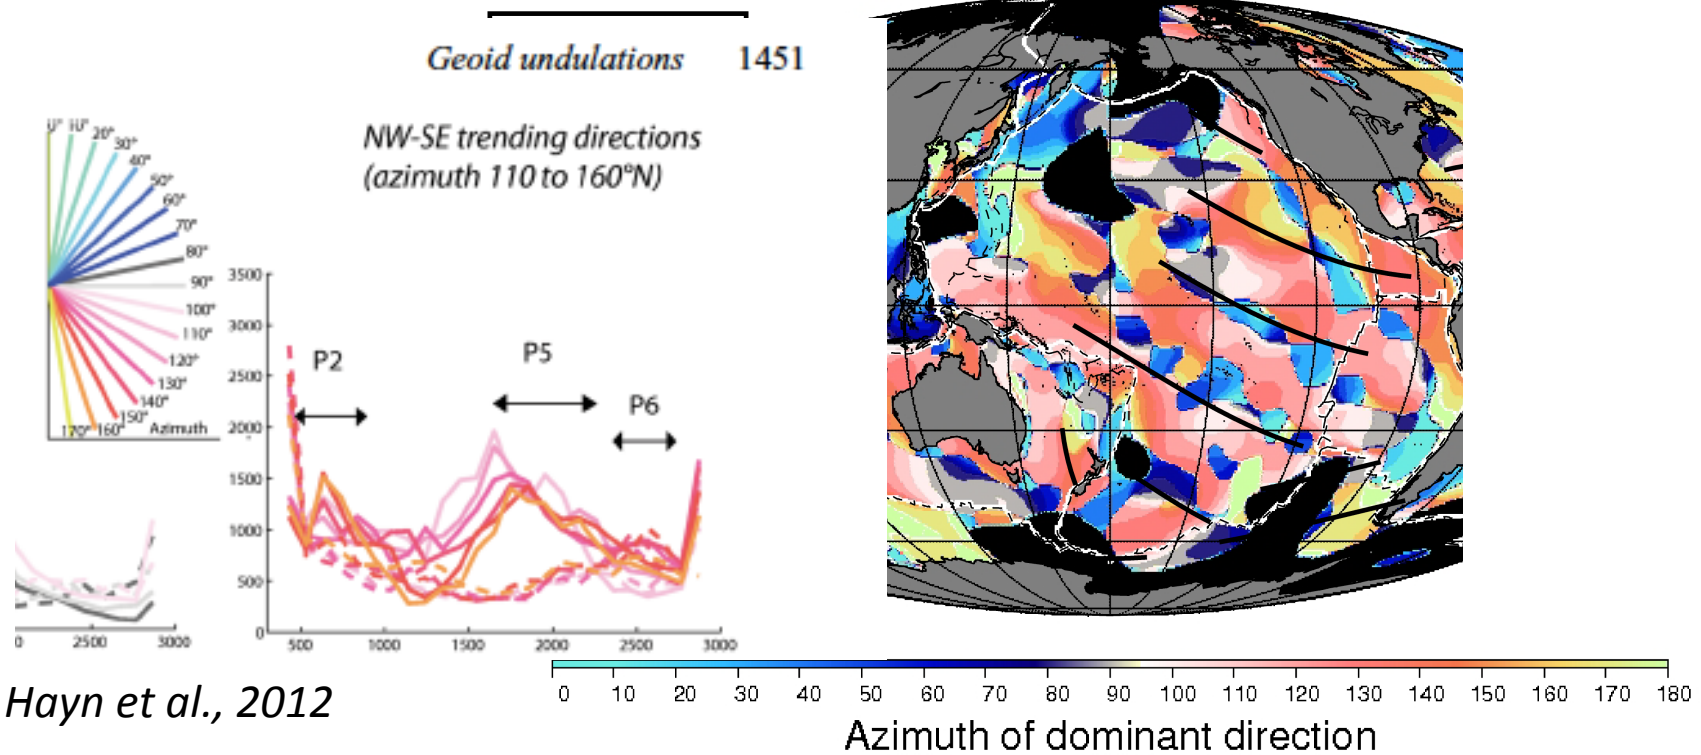 Geoid undulations 1451
NW-SE trending directions
(azimuth 110 to 160°N)
0° 10° 20°
30°
40°
50°
60°
70°
80°
90°
100°
110°
120°
130°
140°
150°
170° 160° Azimuth
3500
3000
2500
2000
1500
1000
500
0
P2
P5
P6
500 1000 1500 2000 2500 3000
0 2500 3000
Hayn et al., 2012
0 10 20 30 40 50 60 70 80 90 100 110 120 130 140 150 160 170 180
Azimuth of dominant direction